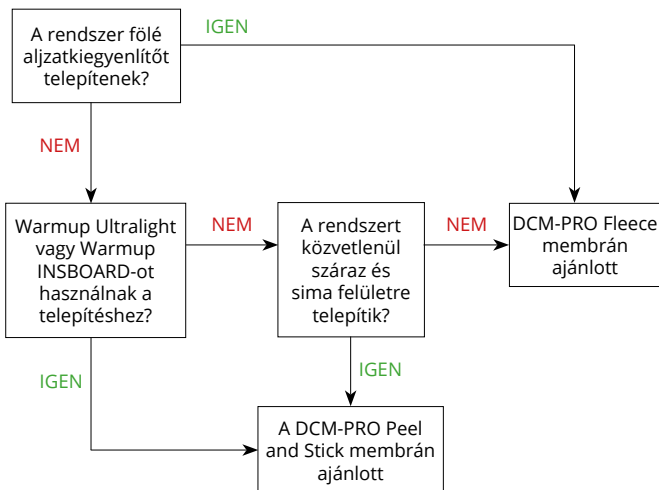 A rendszer fölé
aljzatkiegyenlítőt
telepítenek?
IGEN
NEM
Warmup Ultralight
vagy Warmup
INSBOARD-ot
használnak a
telepítéshez?
NEM
A rendszert
közvetlenül
száraz és
sima felületre
telepítik?
NEM
DCM-PRO Fleece
membrán
ajánlott
IGEN
IGEN
A DCM-PRO Peel
and Stick membrán
ajánlott